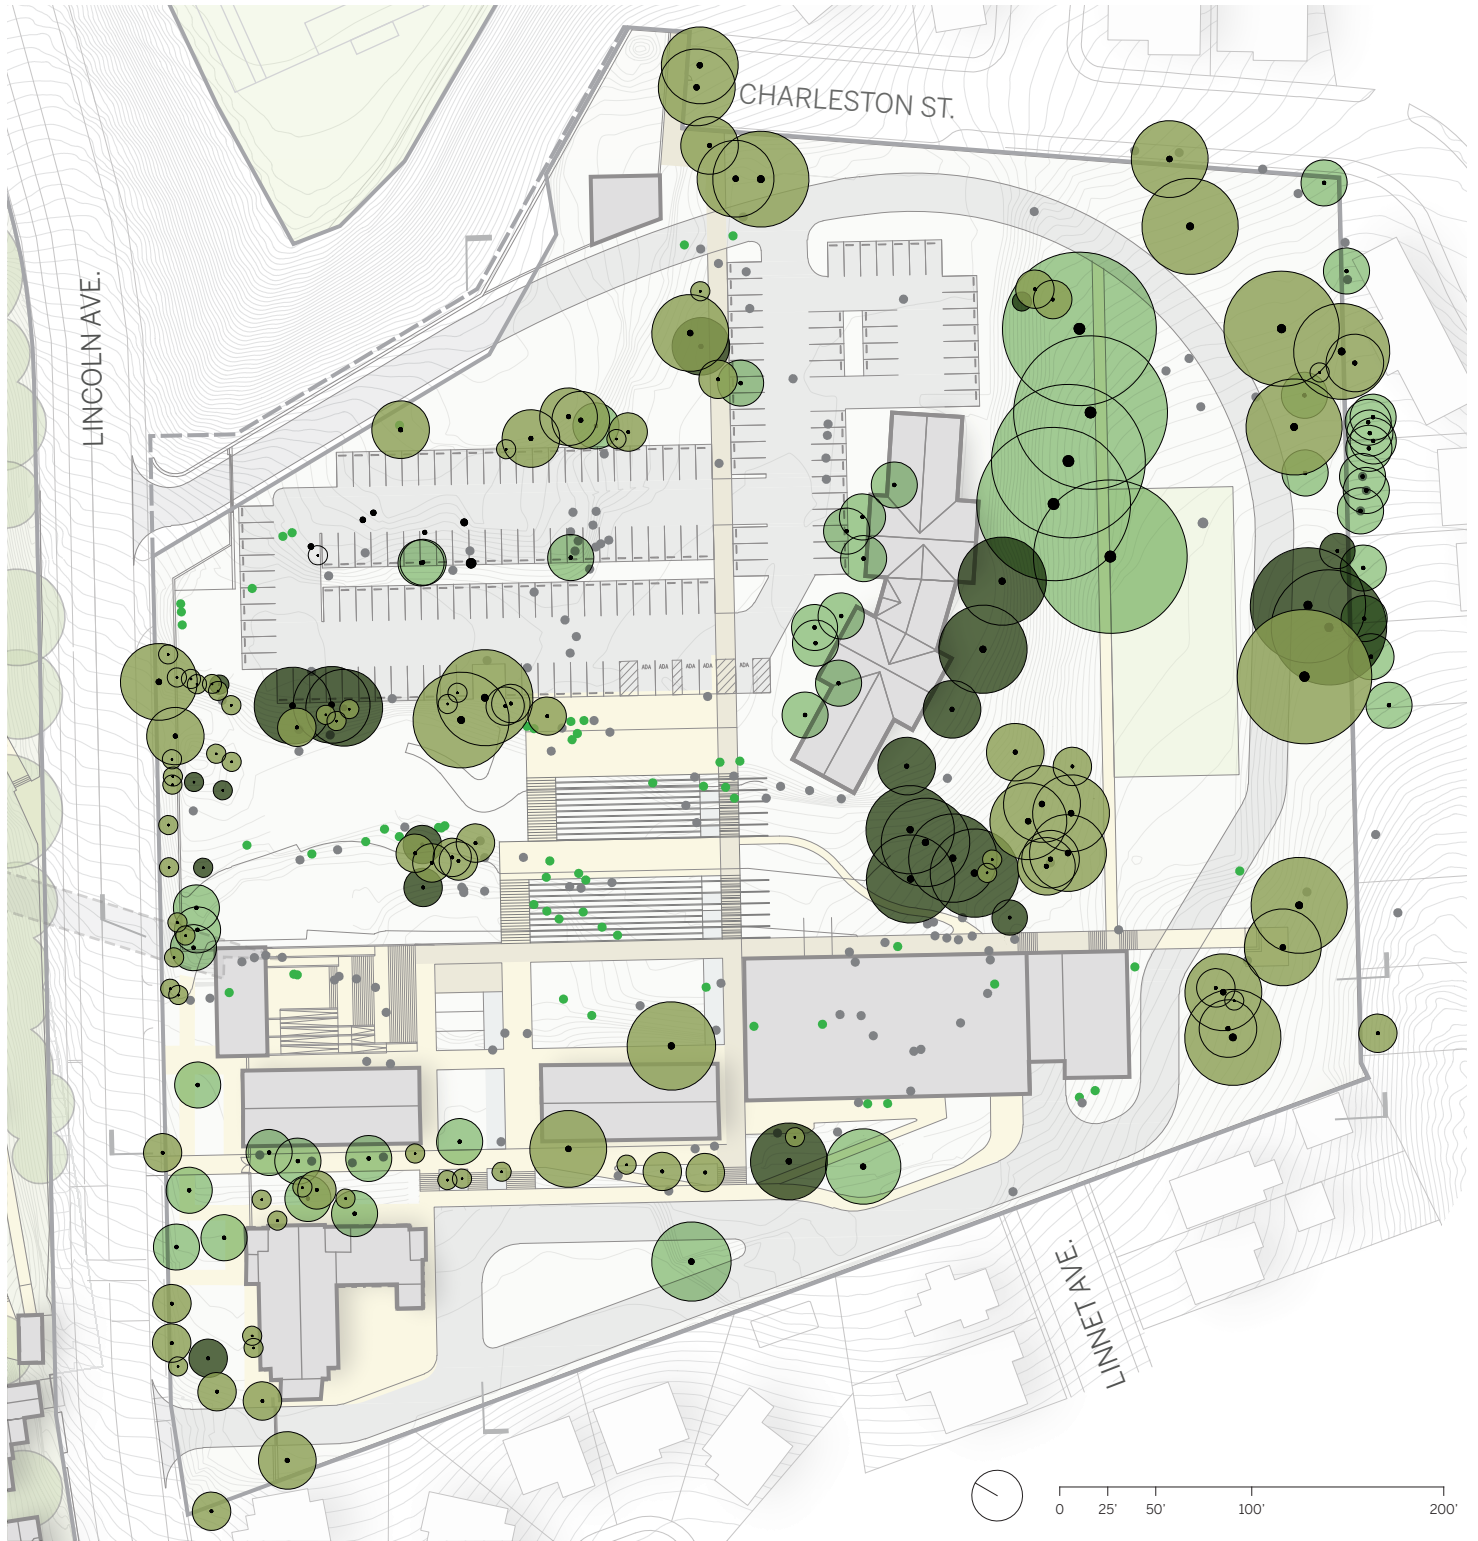 CHARLESTON ST.
LINCOLN AVE.
ADA
ADA
ADA
ADA
ADA
LINNET AVE.
0 25' 50' 100' 200'